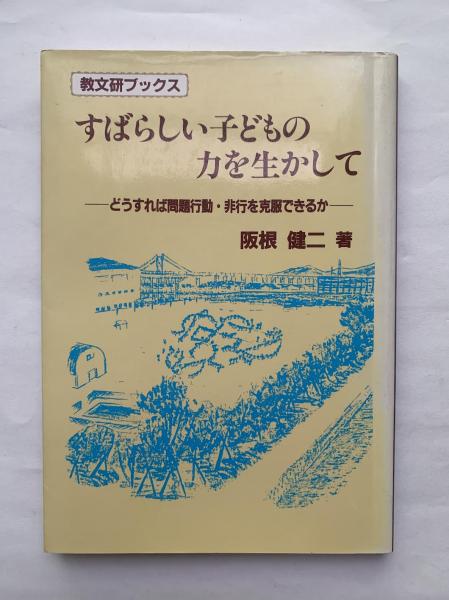 教文研ブックス
すばらしい子どもの
力を生かして
―どうすれば問題行動・非行を克服できるか―
阪根 健二 著